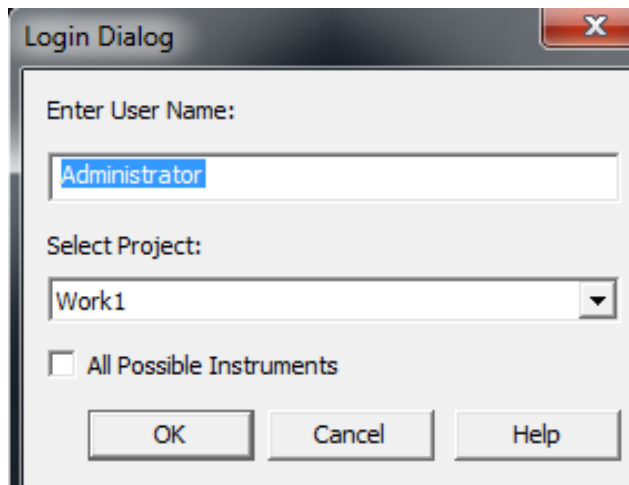 Login Dialog
Enter User Name:
Administrator
Select Project:
Work1
All Possible Instruments
OK Cancel Help